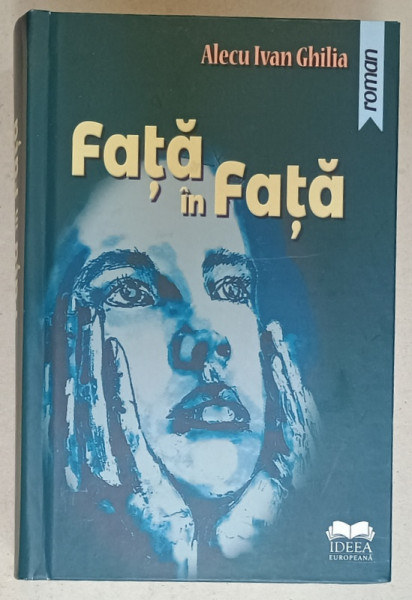 Alecu Ivan Ghilia
roman
Față
în Față
IDEEA
EUROPEANĂ